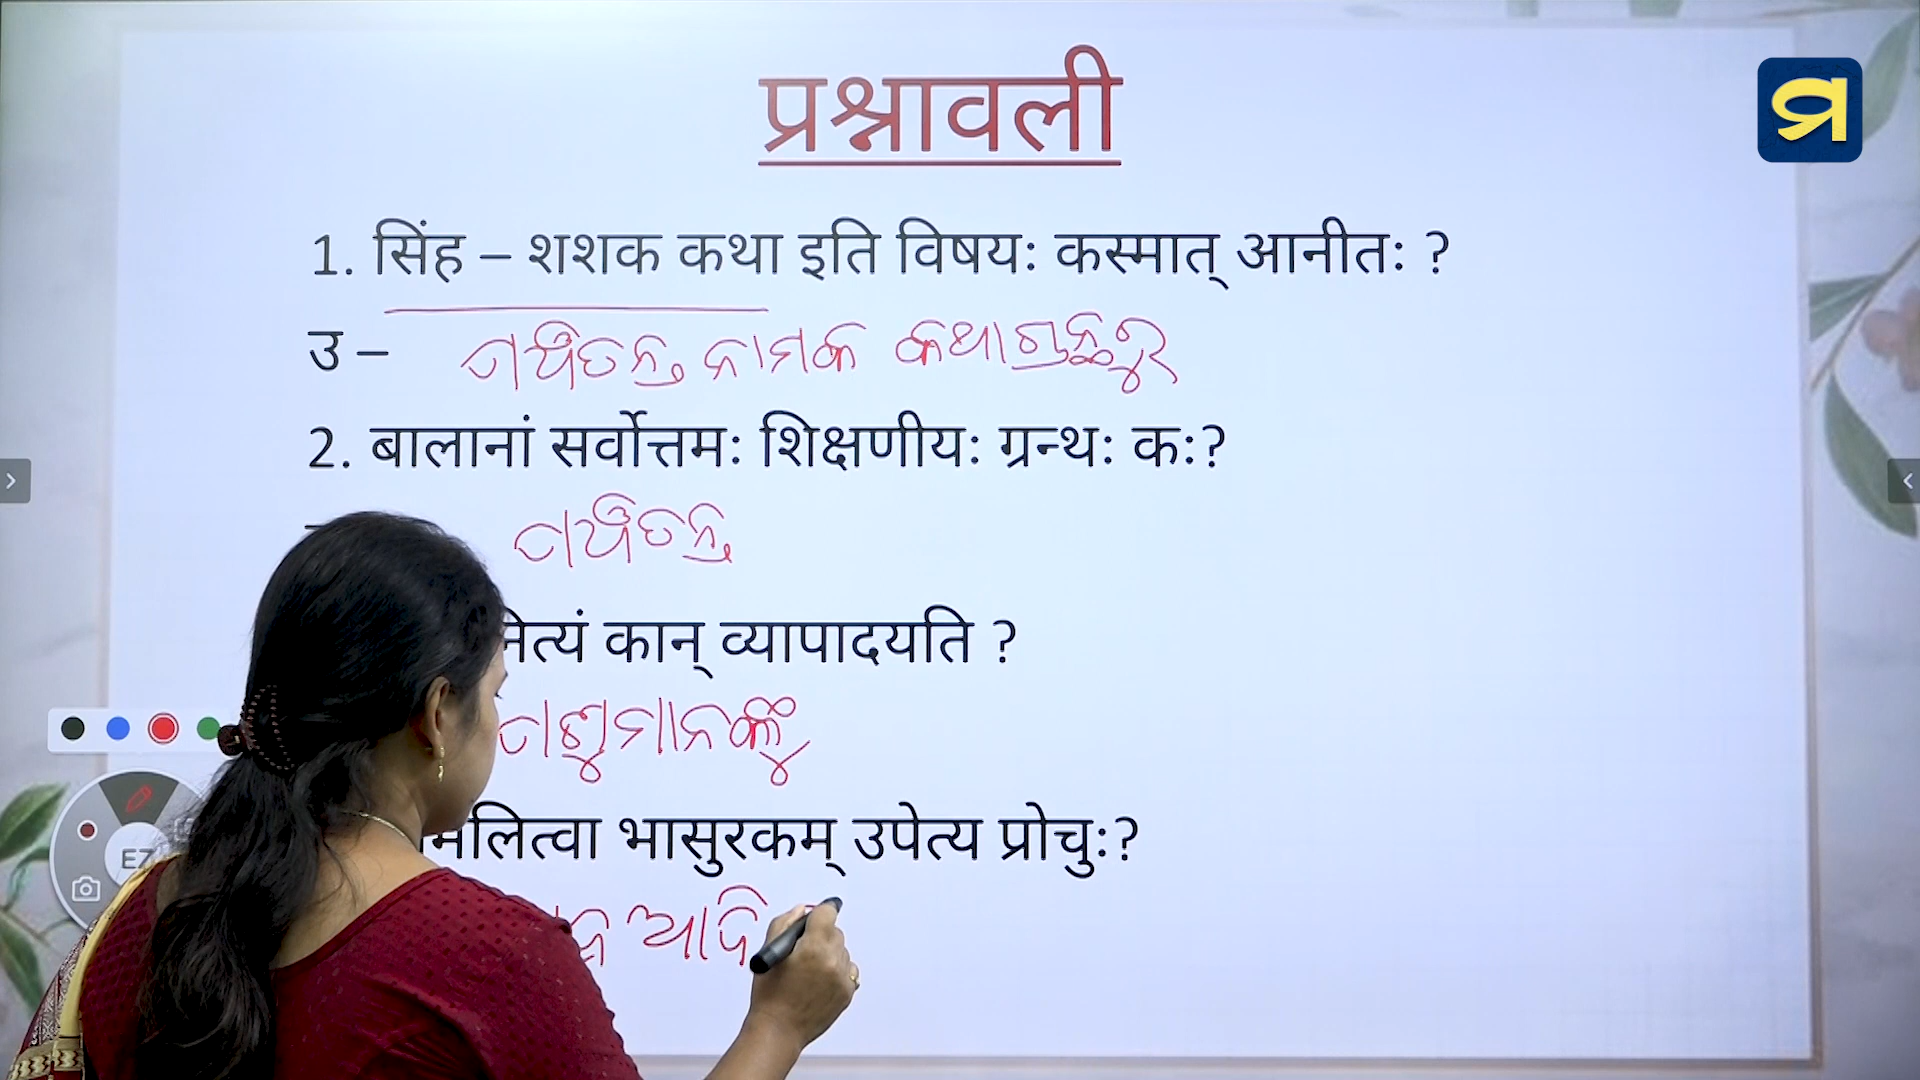 प्रश्नावली
1. सिंह – शशक कथा इति विषयः कस्मात् आनीतः ?
उ – ପଞ୍ଚତନ୍ତ୍ର ନାମକ କଥାଗ୍ରନ୍ଥରୁ
2. बालानां सर्वोत्तमः शिक्षणीयः ग्रन्थः कः?
ପଞ୍ଚତନ୍ତ୍ର
नित्यं कान् व्यापादयति ?
ପଶୁମାନଙ୍କୁ
मिलित्वा भासुरकम् उपेत्य प्रोचुः?
ଆଦି
EZ